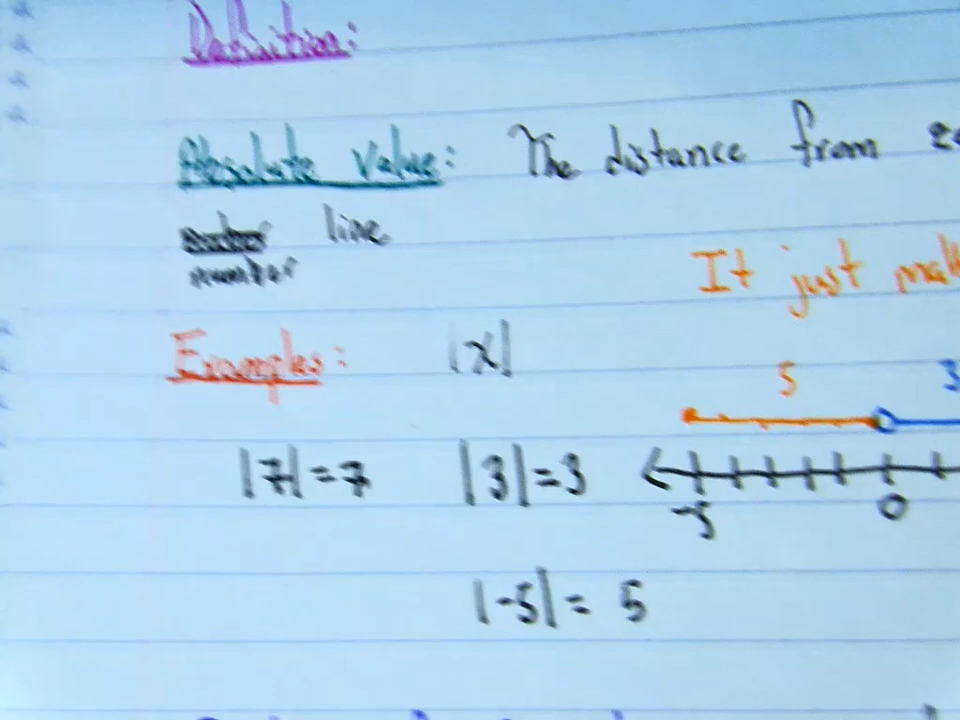 Definition:
Absolute Value: The distance from
line
number
It just
Examples: |x|
5 3
|7|=7 |3|=3
-5 0
|-5|= 5